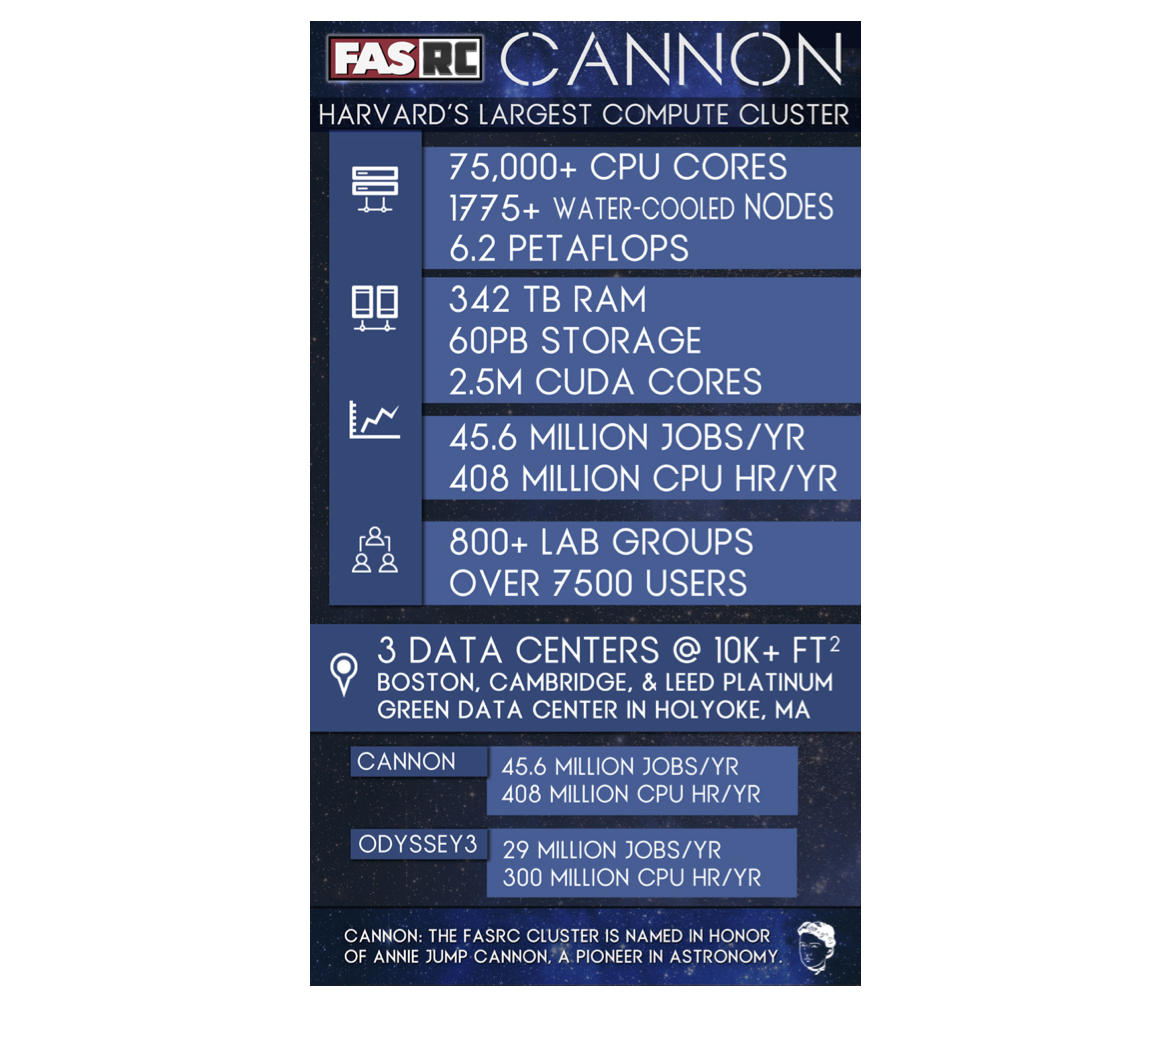 FASRC CANNON
HARVARD'S LARGEST COMPUTE CLUSTER
75,000+ CPU CORES
1775+ WATER-COOLED NODES
6.2 PETAFLOPS
342 TB RAM
60PB STORAGE
2.5M CUDA CORES
45.6 MILLION JOBS/YR
408 MILLION CPU HR/YR
800+ LAB GROUPS
OVER 7500 USERS
3 DATA CENTERS @ 10K+ FT²
BOSTON, CAMBRIDGE, & LEED PLATINUM
GREEN DATA CENTER IN HOLYOKE, MA
CANNON
45.6 MILLION JOBS/YR
408 MILLION CPU HR/YR
ODYSSEY3
29 MILLION JOBS/YR
300 MILLION CPU HR/YR
CANNON: THE FASRC CLUSTER IS NAMED IN HONOR
OF ANNIE JUMP CANNON, A PIONEER IN ASTRONOMY.